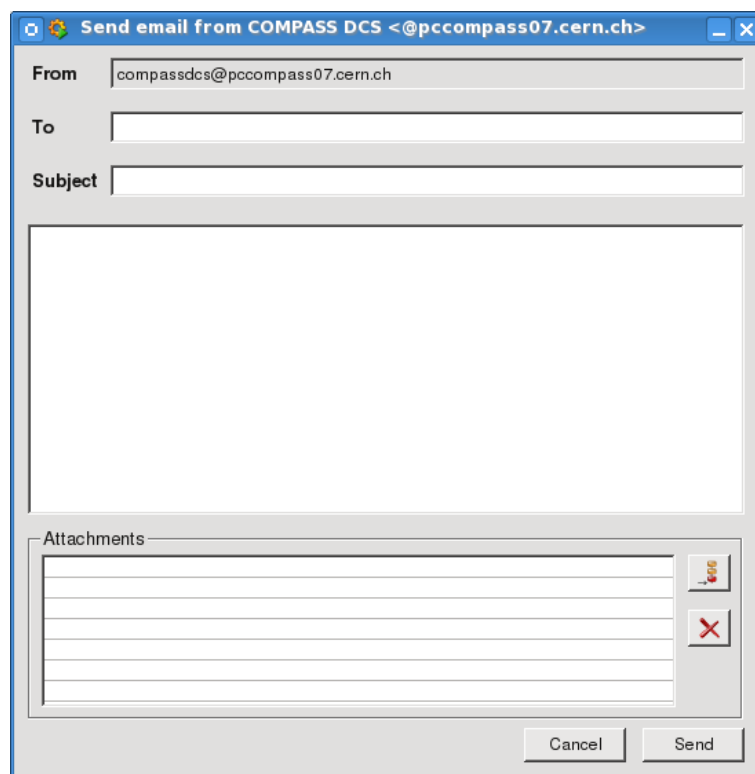 Send email from COMPASS DCS <@pccompass07.cern.ch>
From compassdcs@pccompass07.cern.ch
To
Subject
Attachments
Cancel Send